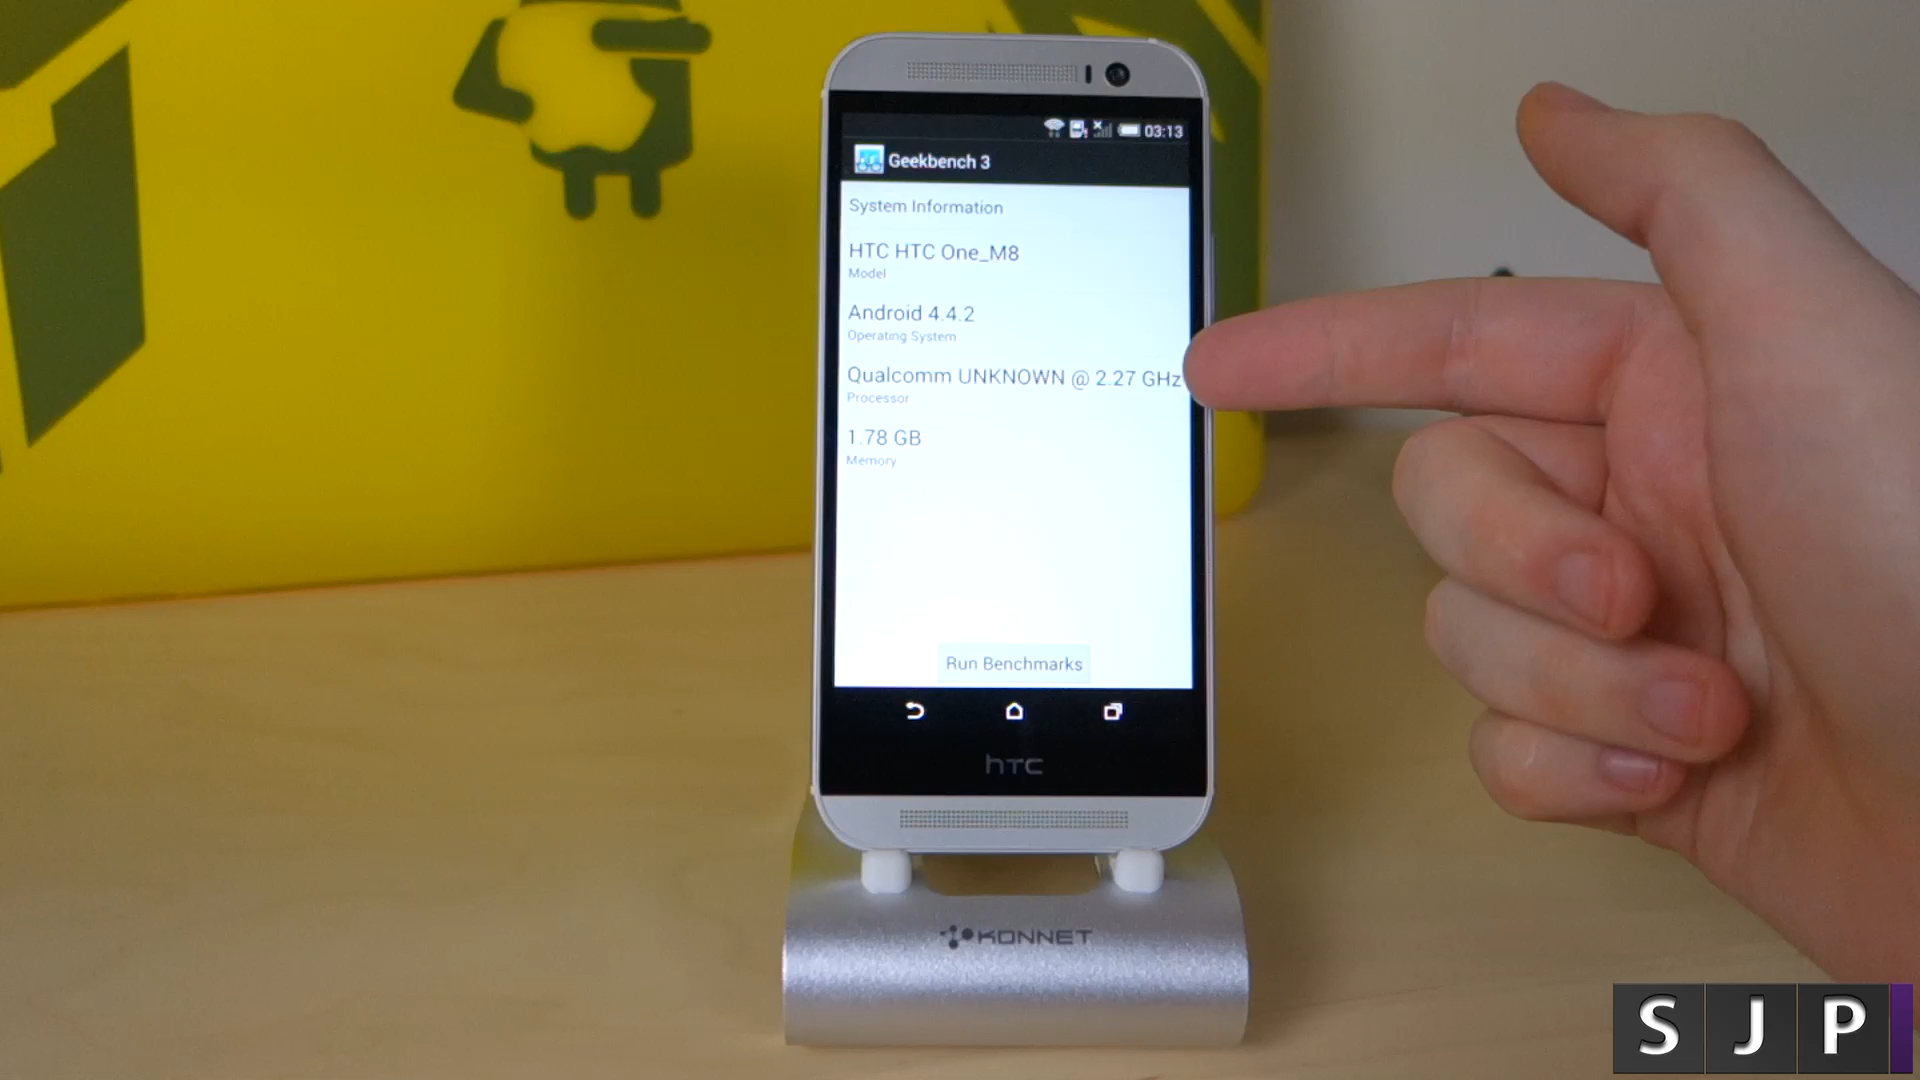 03:13
Geekbench 3
System Information
HTC HTC One_M8
Model
Android 4.4.2
Operating System
Qualcomm UNKNOWN @ 2.27 GHz
Processor
1.78 GB
Memory
Run Benchmarks
hTC
KONNET
SJP